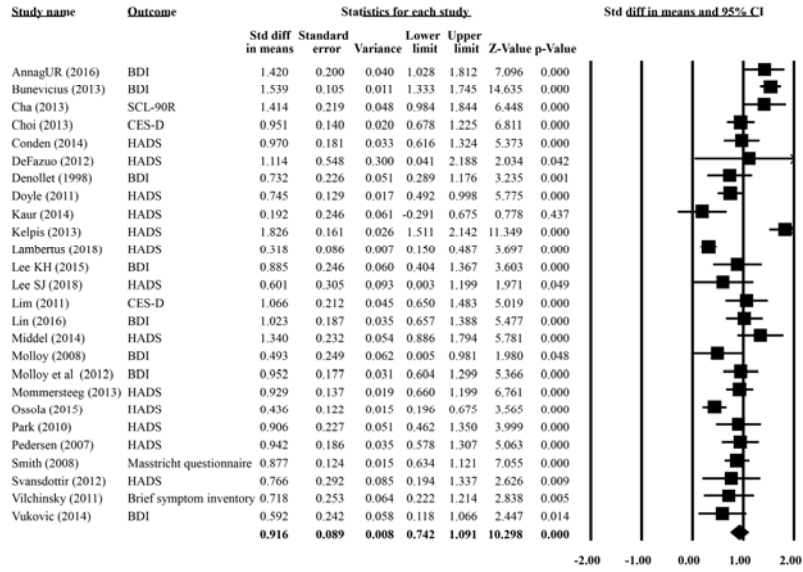 Study name Outcome Statistics for each study Std diff in means and 95% CI
Std diff Standard Lower Upper
in means error Variance limit limit Z-Value p-Value
AnnagUR (2016) BDI 1.420 0.200 0.040 1.028 1.812 7.096 0.000
Bunevicius (2013) BDI 1.539 0.105 0.011 1.333 1.745 14.635 0.000
Cha (2013) SCL-90R 1.414 0.219 0.048 0.984 1.844 6.448 0.000
Choi (2013) CES-D 0.951 0.140 0.020 0.678 1.225 6.811 0.000
Conden (2014) HADS 0.970 0.181 0.033 0.616 1.324 5.373 0.000
DeFazuo (2012) HADS 1.114 0.548 0.300 0.041 2.188 2.034 0.042
Denollet (1998) BDI 0.732 0.226 0.051 0.289 1.176 3.235 0.001
Doyle (2011) HADS 0.745 0.129 0.017 0.492 0.998 5.775 0.000
Kaur (2014) HADS 0.192 0.246 0.061 -0.291 0.675 0.778 0.437
Kelpis (2013) HADS 1.826 0.161 0.026 1.511 2.142 11.349 0.000
Lambertus (2018) HADS 0.318 0.086 0.007 0.150 0.487 3.697 0.000
Lee KH (2015) BDI 0.885 0.246 0.060 0.404 1.367 3.603 0.000
Lee SJ (2018) HADS 0.601 0.305 0.093 0.003 1.199 1.971 0.049
Lim (2011) CES-D 1.066 0.212 0.045 0.650 1.483 5.019 0.000
Lin (2016) BDI 1.023 0.187 0.035 0.657 1.388 5.477 0.000
Middel (2014) HADS 1.340 0.232 0.054 0.886 1.794 5.781 0.000
Molloy (2008) BDI 0.493 0.249 0.062 0.005 0.981 1.980 0.048
Molloy et al (2012) BDI 0.952 0.177 0.031 0.604 1.299 5.366 0.000
Mommersteeg (2013) HADS 0.929 0.137 0.019 0.660 1.199 6.761 0.000
Ossola (2015) HADS 0.436 0.122 0.015 0.196 0.675 3.565 0.000
Park (2010) HADS 0.906 0.227 0.051 0.462 1.350 3.999 0.000
Pedersen (2007) HADS 0.942 0.186 0.035 0.578 1.307 5.063 0.000
Smith (2008) Masstricht questionnaire 0.877 0.124 0.015 0.634 1.121 7.055 0.000
Svansdottir (2012) HADS 0.766 0.292 0.085 0.194 1.337 2.626 0.009
Vilchinsky (2011) Brief symptom inventory 0.718 0.253 0.064 0.222 1.214 2.838 0.005
Vukovic (2014) BDI 0.592 0.242 0.058 0.118 1.066 2.447 0.014
0.916 0.089 0.008 0.742 1.091 10.298 0.000
-2.00 -1.00 0.00 1.00 2.00